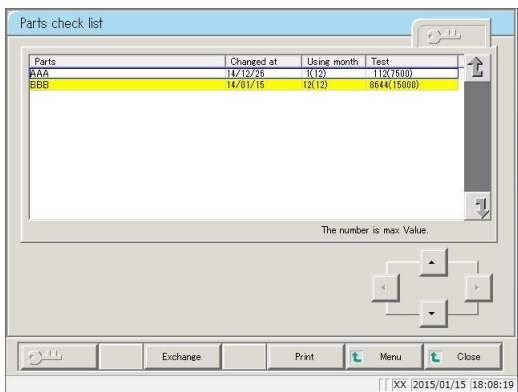 Parts check list
Parts Changed at Using month Test
AAA 14/12/26 1(12) 112(7500)
BBB 14/01/15 12(12) 8644(15000)
The number is max Value.
Exchange Print Menu Close
XX 2015/01/15 18:08:19